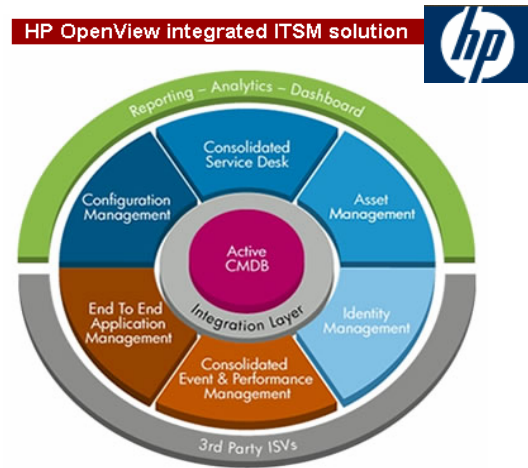 HP OpenView integrated ITSM solution
hp
Reporting – Analytics – Dashboard
Consolidated
Service Desk
Configuration
Management
Asset
Management
Active
CMDB
Integration Layer
End To End
Application
Management
Identity
Management
Consolidated
Event & Performance
Management
3rd Party ISVs